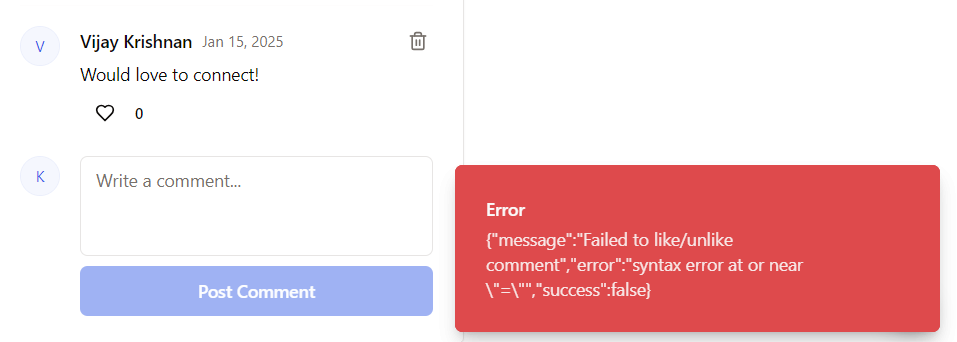 V
Vijay Krishnan Jan 15, 2025
Would love to connect!
0
K
Write a comment...
Post Comment
Error
{"message":"Failed to like/unlike
comment","error":"syntax error at or near
\"=\"","success":false}